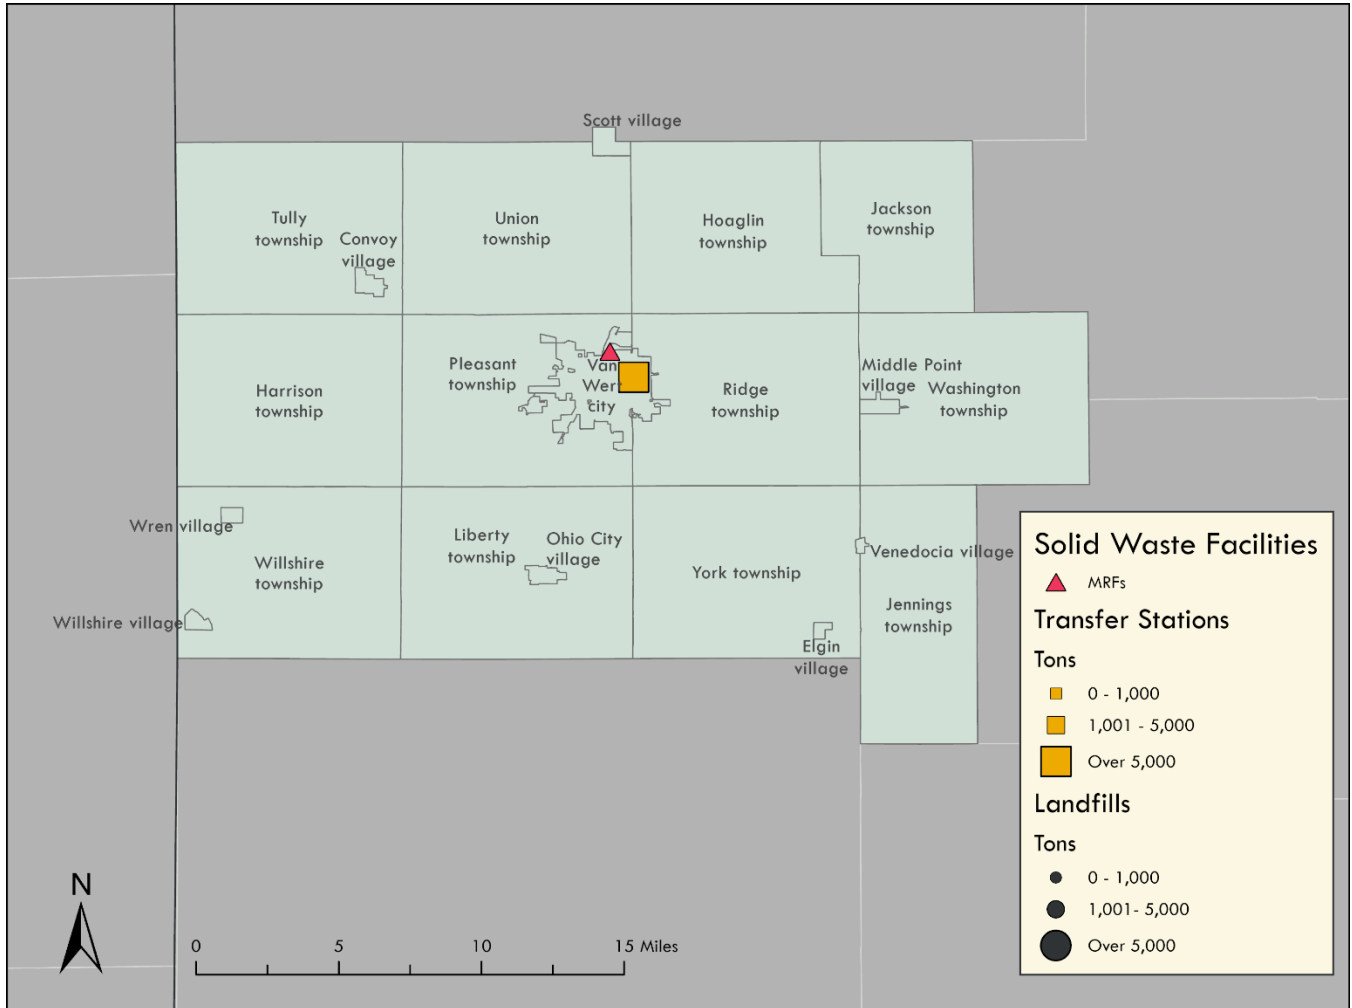 Scott village
Tully
township
Convoy
village
Union
township
Hoaglin
township
Jackson
township
Harrison
township
Pleasant
township
Van
Wert
city
Ridge
township
Middle Point
village
Washington
township
Wren village
Willshire
township
Willshire village
Liberty
township
Ohio City
village
York township
Elgin
village
Venedocia village
Jennings
township
Solid Waste Facilities
MRFs
Transfer Stations
Tons
0 - 1,000
1,001 - 5,000
Over 5,000
Landfills
Tons
0 - 1,000
1,001- 5,000
Over 5,000
N
0 5 10 15 Miles